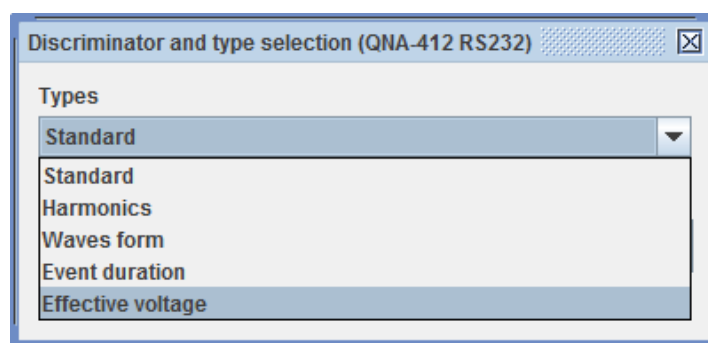 Discriminator and type selection (QNA-412 RS232)
Types
Standard
Standard
Harmonics
Waves form
Event duration
Effective voltage